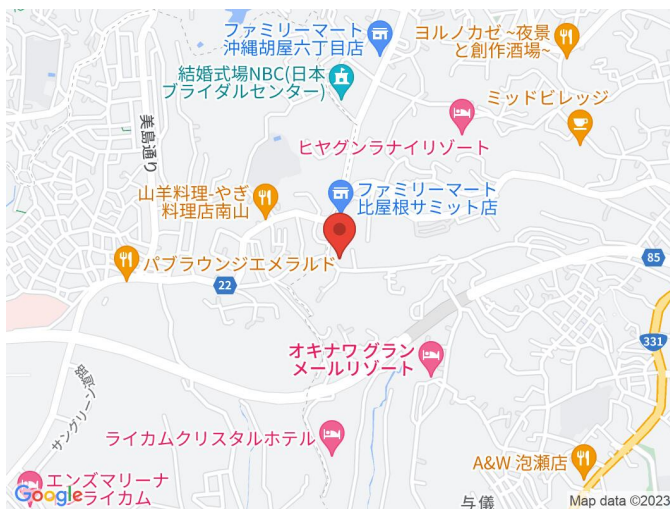 ファミリーマート
沖縄胡屋六丁目店
ヨルノカゼ ~夜景
と創作酒場~
結婚式場NBC(日本
ブライダルセンター)
美島通り
ミッドビレッジ
ヒヤグンラナイリゾート
山羊料理-やぎ
料理店南山
ファミリーマート
比屋根サミット店
パブラウンジエメラルド
22
85
331
オキナワ グラン
メールリゾート
ライカムクリスタルホテル
A&W 泡瀬店
エンズマリーナ
ライカム
与儀
Google
Map data ©2023